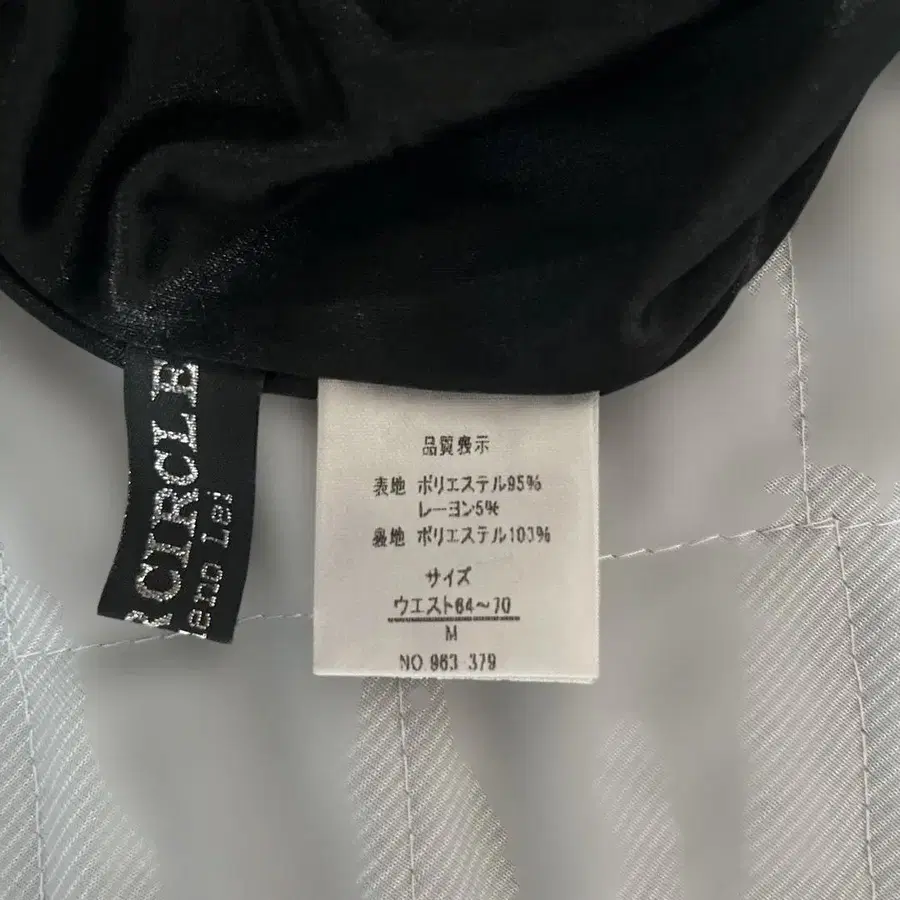 CIRCLE
Lei
品質表示
表地 ポリエステル95%
レーヨン5%
裏地 ポリエステル100%
サイズ
ウエスト64〜70
M
NO 963 379